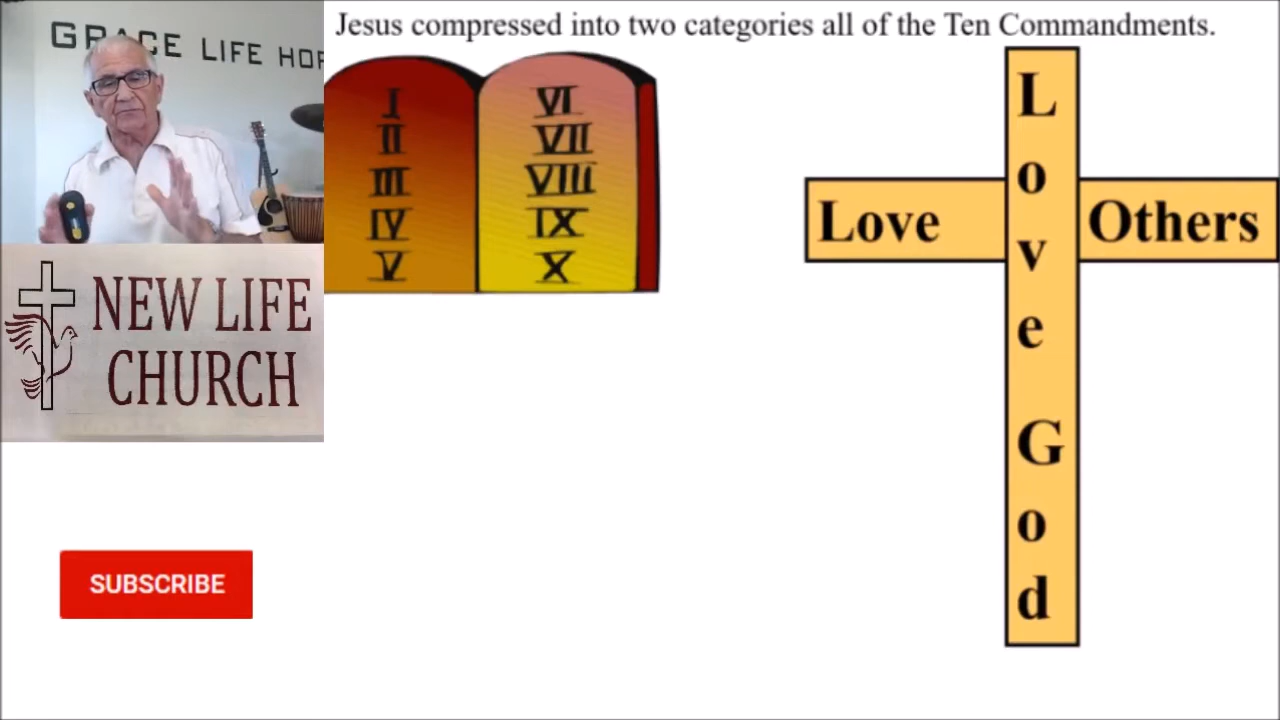 Jesus compressed into two categories all of the Ten Commandments.
GRACE LIFE HOP
I
II
III
IV
V
VI
VII
VIII
IX
X
Love God
Love Others
NEW LIFE
CHURCH
SUBSCRIBE